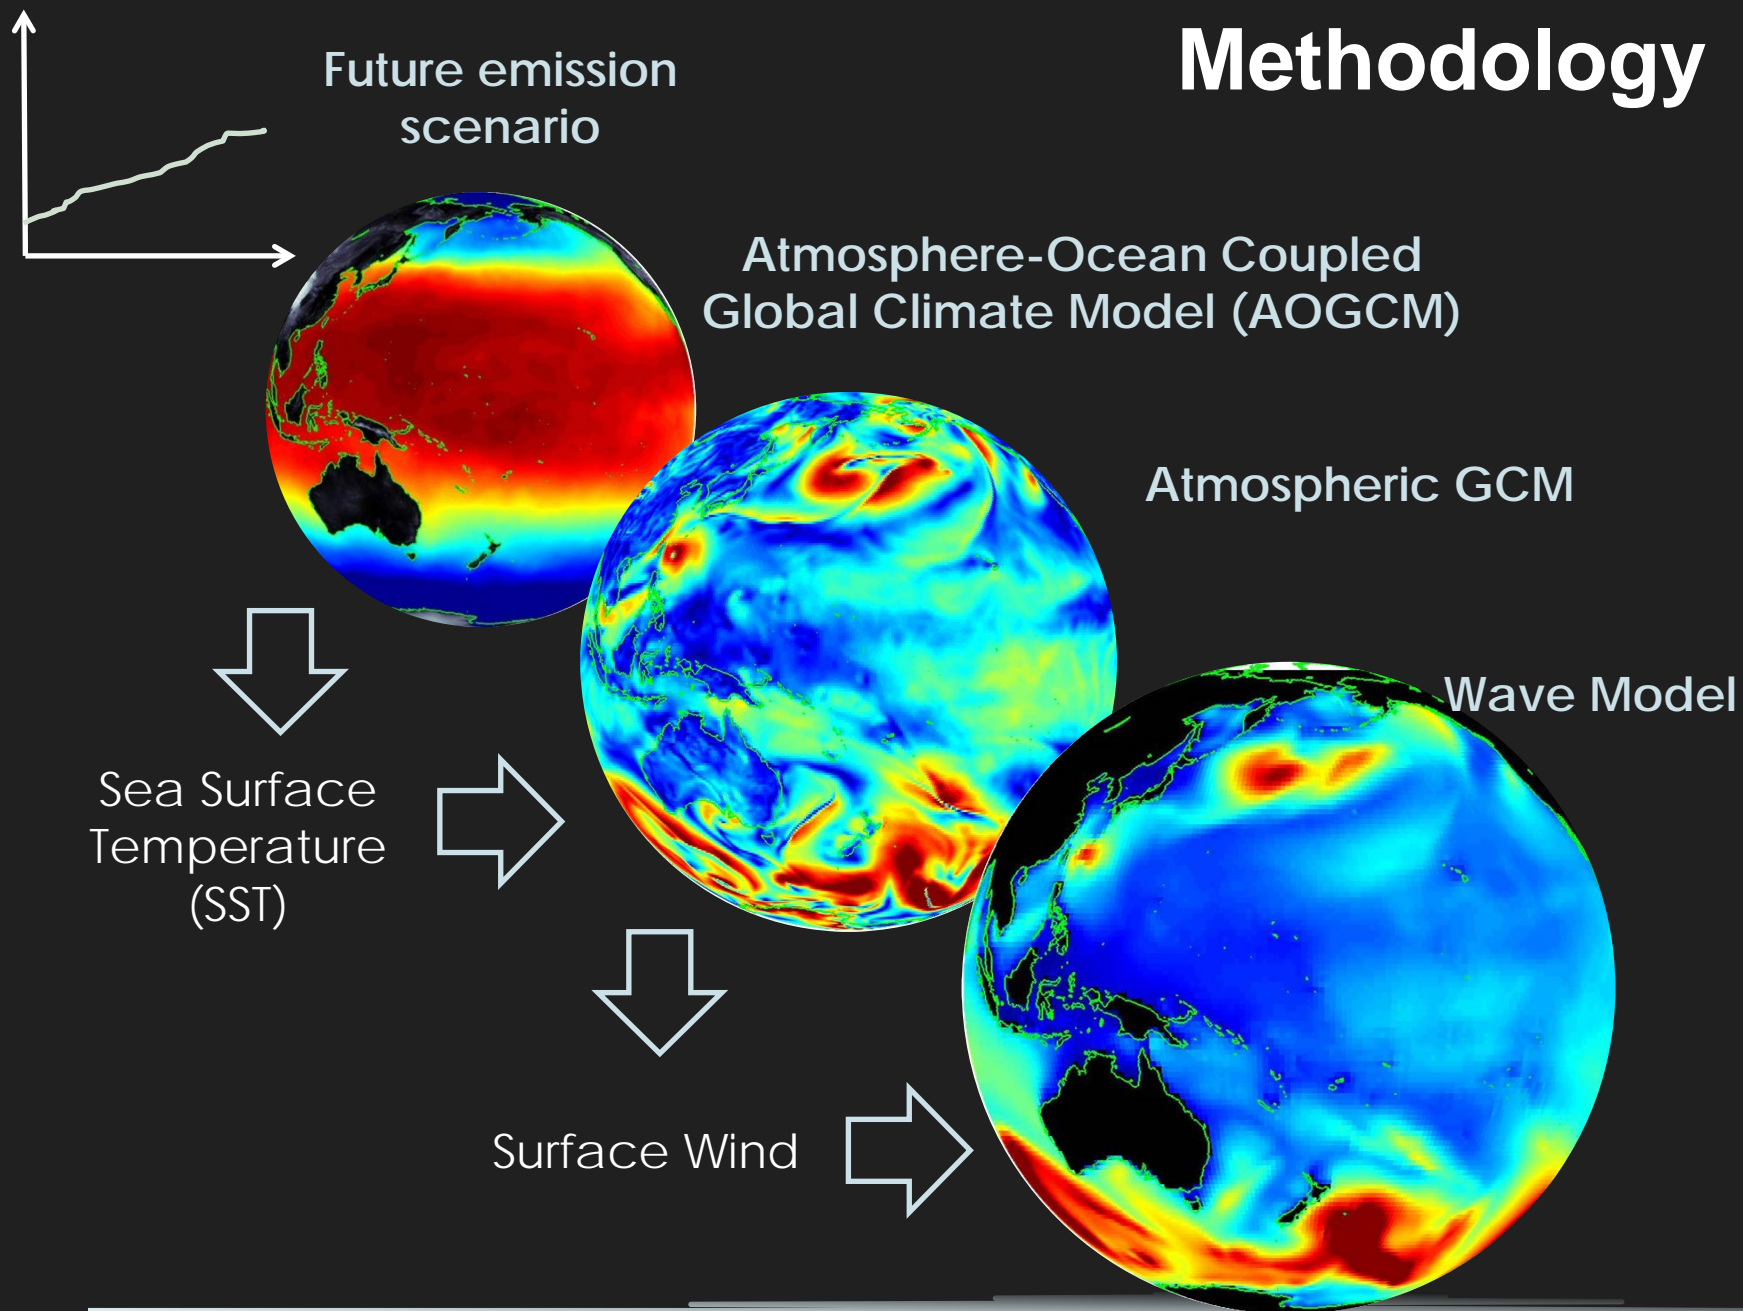 Methodology
Future emission
scenario
Atmosphere-Ocean Coupled
Global Climate Model (AOGCM)
Atmospheric GCM
Wave Model
Sea Surface
Temperature
(SST)
Surface Wind